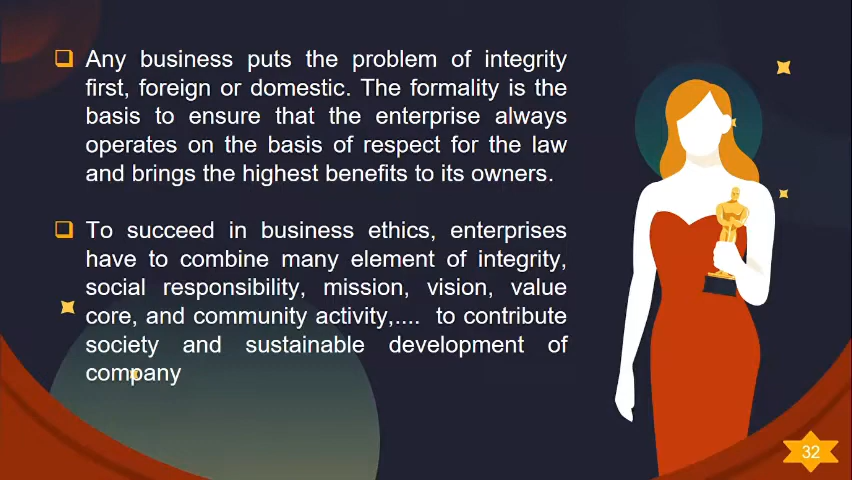 ❑ Any business puts the problem of integrity
first, foreign or domestic. The formality is the
basis to ensure that the enterprise always
operates on the basis of respect for the law
and brings the highest benefits to its owners.
❑ To succeed in business ethics, enterprises
have to combine many element of integrity,
social responsibility, mission, vision, value
core, and community activity,.... to contribute
society and sustainable development of
company
32